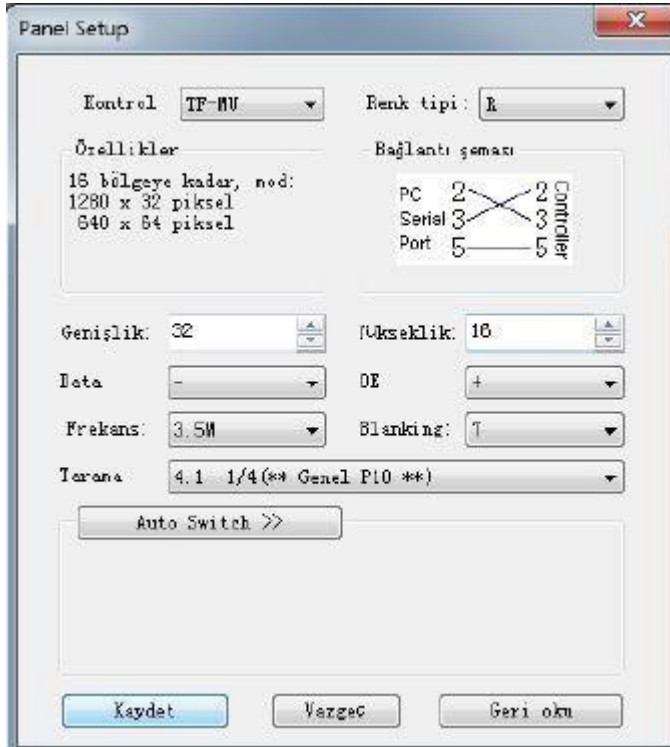 Panel Setup
Kontrol TF-MU Renk tipi: R
Özellikler Bağlantı şeması
16 bölgeye kadar, mod:
1280 x 32 piksel
640 x 64 piksel
PC 2 2
Serial 3 3
Port 5 5
Controller
Genişlik: 32 Yükseklik: 16
Data - OE +
Frekans: 3.5M Blanking: 7
Tarama 4.1 1/4(** Genel P10 **)
Auto Switch >>
Kaydet Vazgeç Geri oku